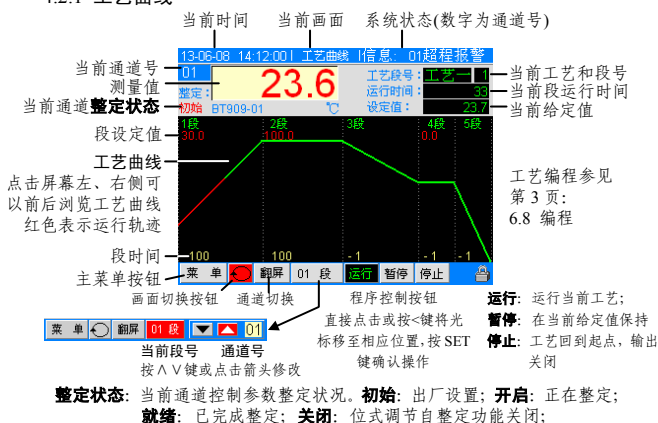 4.2.1 工艺曲线
当前时间 当前画面 系统状态(数字为通道号)
13-06-08 14:12:00| 工艺曲线 |信息: 01超程报警
当前通道号 01 23.6 工艺段号: 工艺一 1 当前工艺和段号
测量值 整定: 运行时间: 33 当前段运行时间
当前通道整定状态 初始 BT909-01 ℃ 设定值: 23.7 当前给定值
1段 2段 3段 4段 5段
段设定值 30.0 100.0 0.0
工艺曲线
点击屏幕左、右侧可
以前后浏览工艺曲线
红色表示运行轨迹
工艺编程参见
第 3 页:
6.8 编程
段时间 100 100 -1 -1 -1
主菜单按钮 菜 单 翻屏 01 段 运行 暂停 停止
画面切换按钮 通道切换 程序控制按钮
直接点击或按<键将光
标移至相应位置,按 SET
键确认操作
运行: 运行当前工艺;
暂停: 在当前给定值保持
停止: 工艺回到起点,输出
关闭
菜 单 翻屏 01 段 01
当前段号 通道号
按∧∨键或点击箭头修改
整定状态: 当前通道控制参数整定状况。初始: 出厂设置; 开启: 正在整定;
就绪: 已完成整定; 关闭: 位式调节自整定功能关闭;